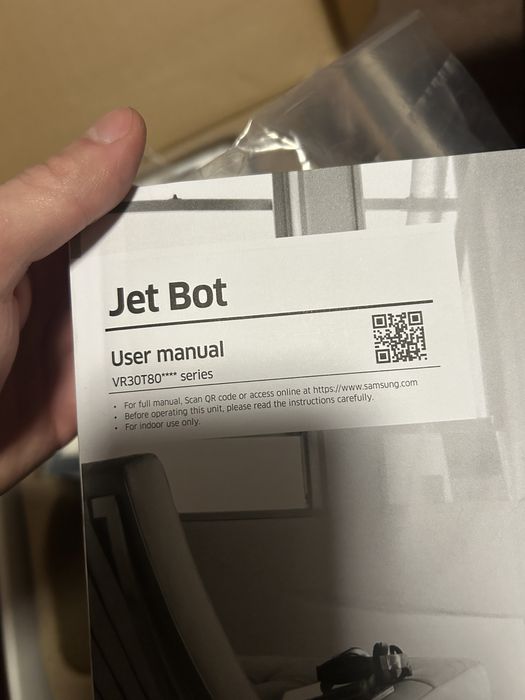 Jet Bot
User manual
VR30T80**** series
• For full manual, Scan QR code or access online at https://www.samsung.com
• Before operating this unit, please read the instructions carefully.
• For indoor use only.